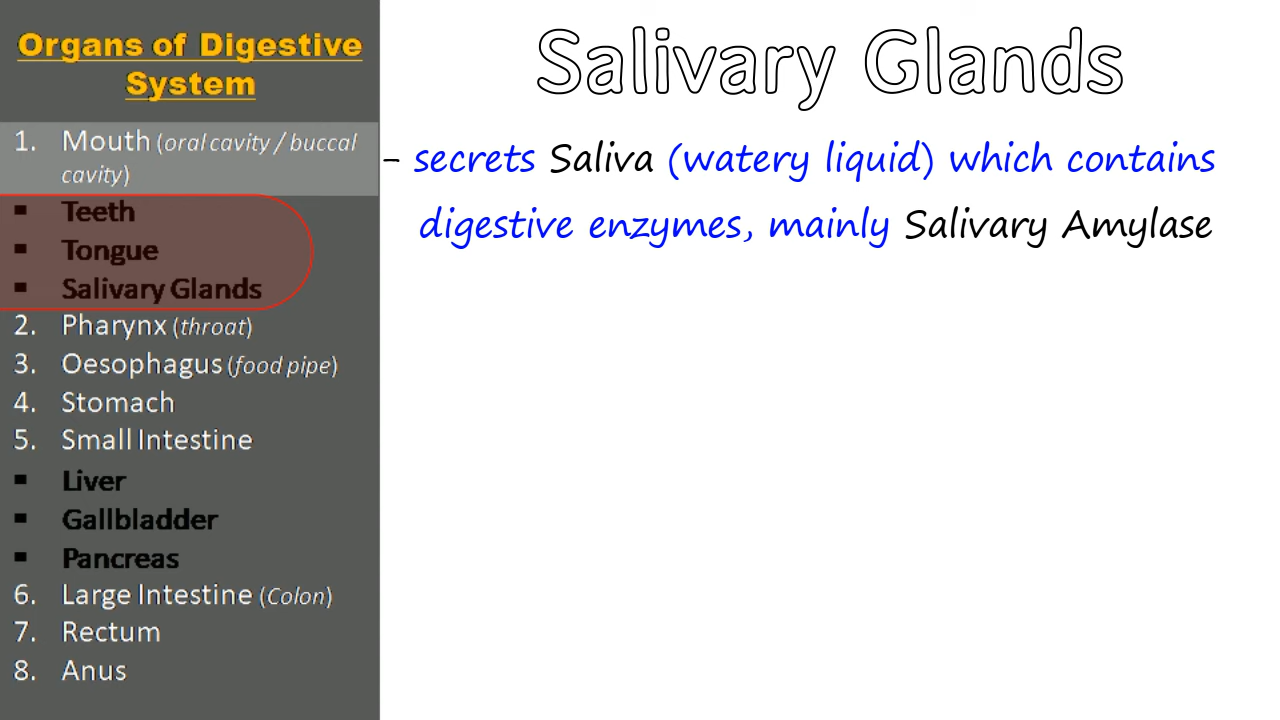 Organs of Digestive
System
1. Mouth (oral cavity / buccal
cavity)
▪ Teeth
▪ Tongue
▪ Salivary Glands
2. Pharynx (throat)
3. Oesophagus (food pipe)
4. Stomach
5. Small Intestine
▪ Liver
▪ Gallbladder
▪ Pancreas
6. Large Intestine (Colon)
7. Rectum
8. Anus
Salivary Glands
- secrets Saliva (watery liquid) which contains
digestive enzymes, mainly Salivary Amylase